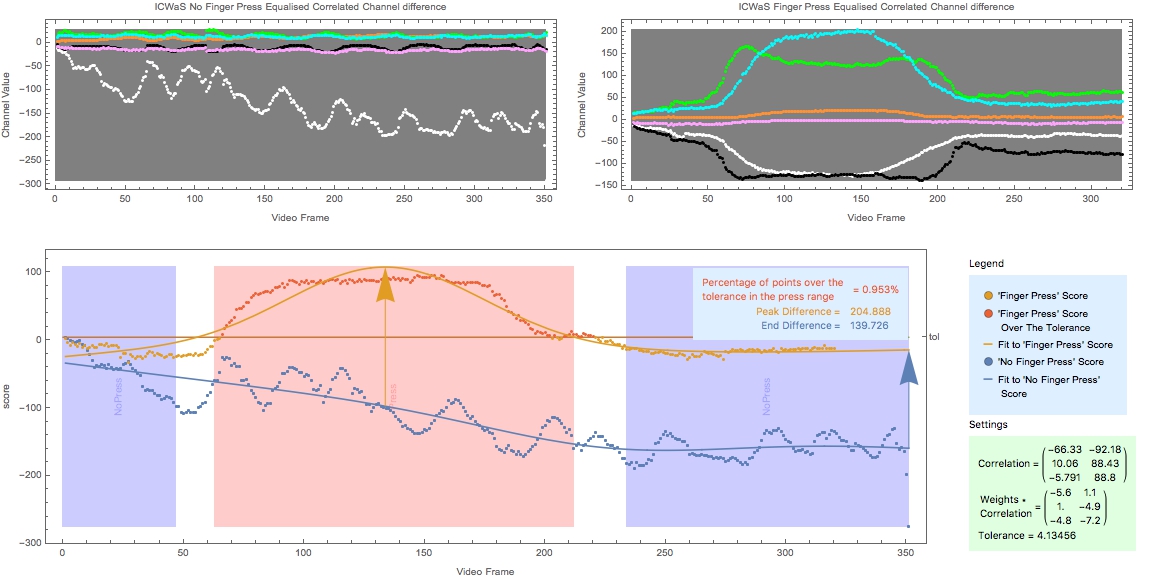 ICWaS No Finger Press Equalised Correlated Channel difference
Channel Value
0
−50
−100
−150
−200
−250
−300
0 50 100 150 200 250 300 350
Video Frame
ICWaS Finger Press Equalised Correlated Channel difference
Channel Value
200
150
100
50
0
−50
−100
−150
0 50 100 150 200 250 300
Video Frame
score
100
0
−100
−200
−300
0 50 100 150 200 250 300 350
Video Frame
NoPress
Press
NoPress
Percentage of points over the
tolerance in the press range = 0.953%
Peak Difference = 204.888
End Difference = 139.726
tol
Legend
'Finger Press' Score
'Finger Press' Score
Over The Tolerance
Fit to 'Finger Press' Score
'No Finger Press' Score
Fit to 'No Finger Press'
Score
Settings
Correlation = (−66.33 −92.18
10.06 88.43
−5.791 88.8)
Weights *
Correlation = (−5.6 1.1
1. −4.9
−4.8 −7.2)
Tolerance = 4.13456